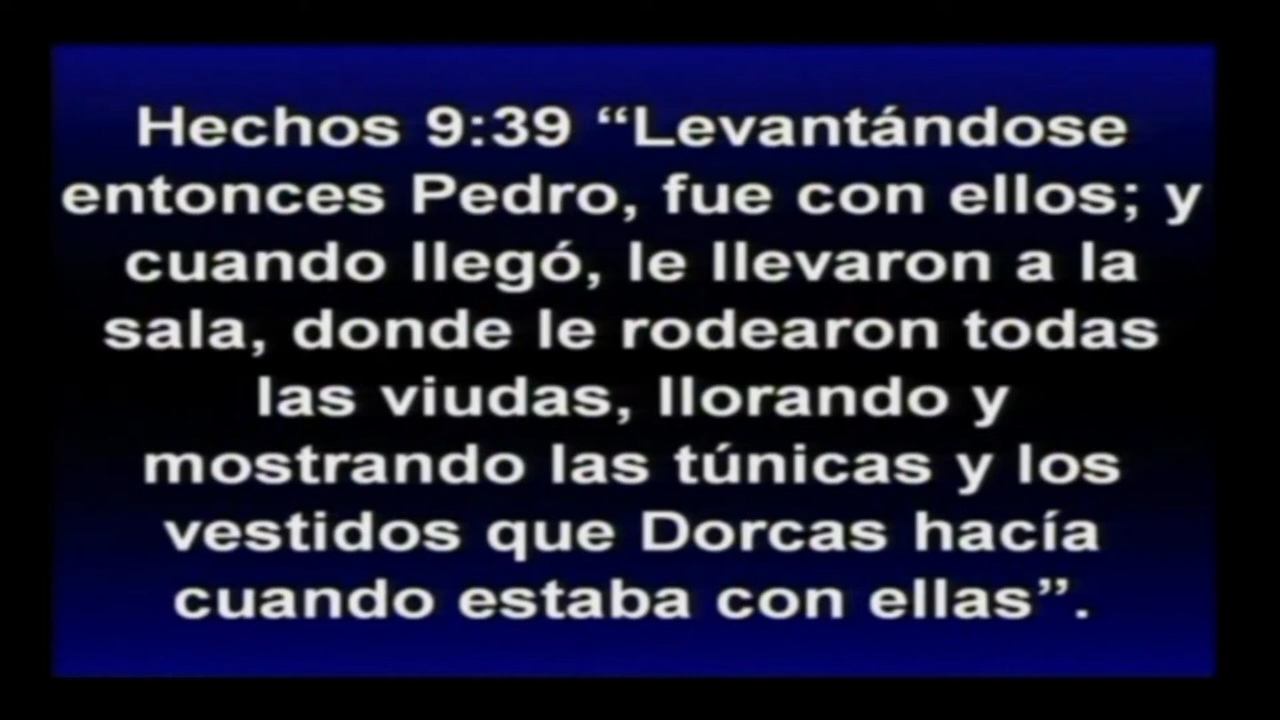 Hechos 9:39 “Levantándose
entonces Pedro, fue con ellos; y
cuando llegó, le llevaron a la
sala, donde le rodearon todas
las viudas, llorando y
mostrando las túnicas y los
vestidos que Dorcas hacía
cuando estaba con ellas”.